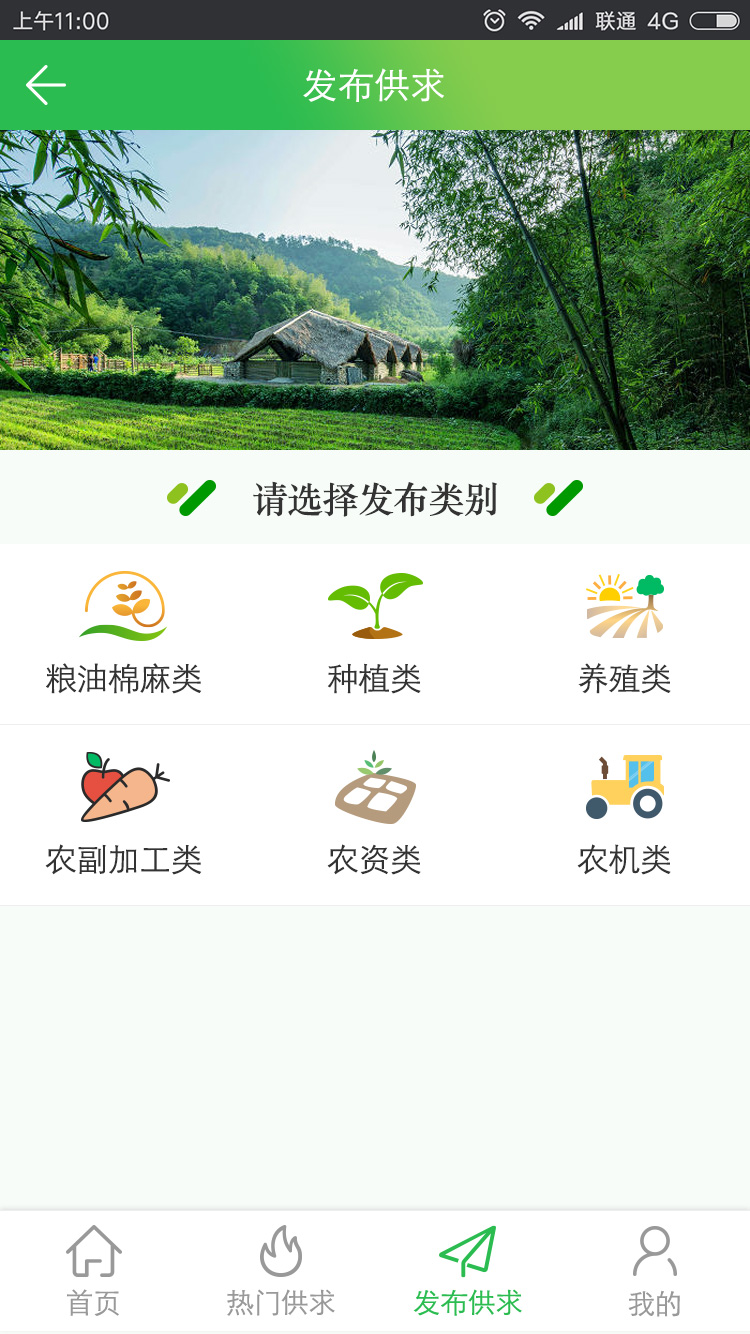 上午11:00 联通 4G
发布供求
请选择发布类别
粮油棉麻类 种植类 养殖类
农副加工类 农资类 农机类
首页 热门供求 发布供求 我的